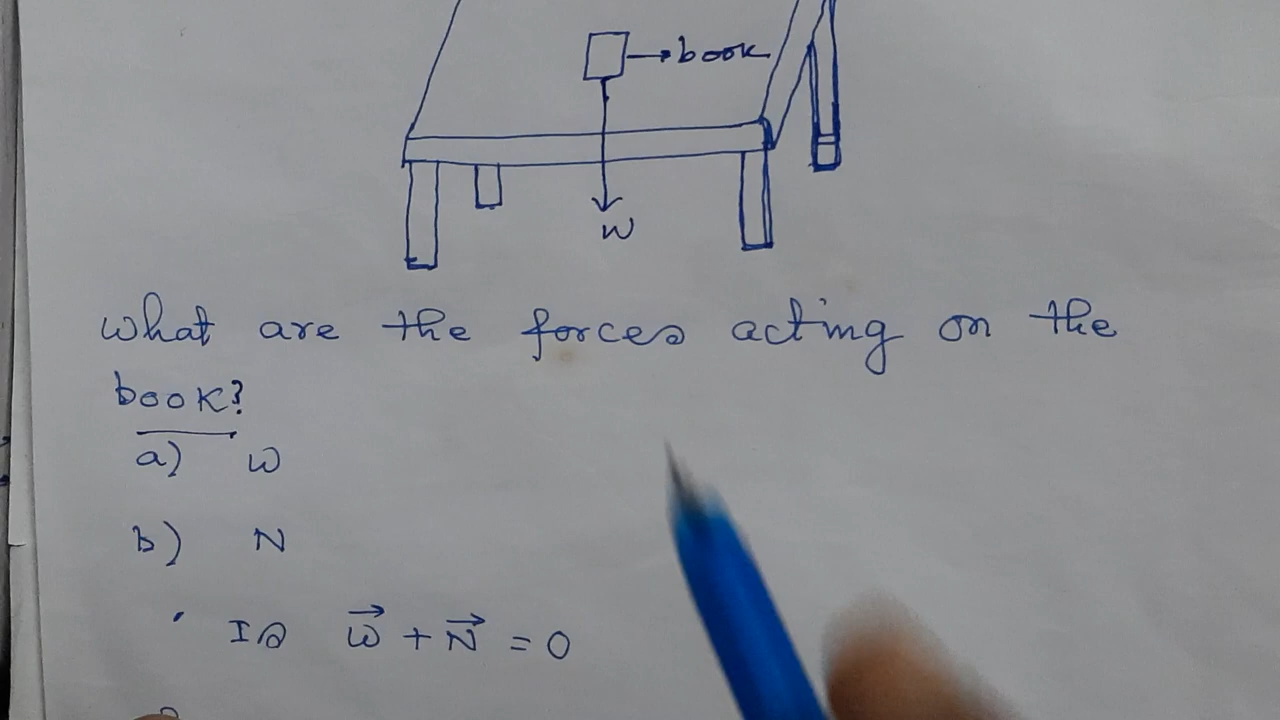 →book
W
What are the forces acting on the
book?
a) W
b) N
Is W⃗ + N⃗ = 0